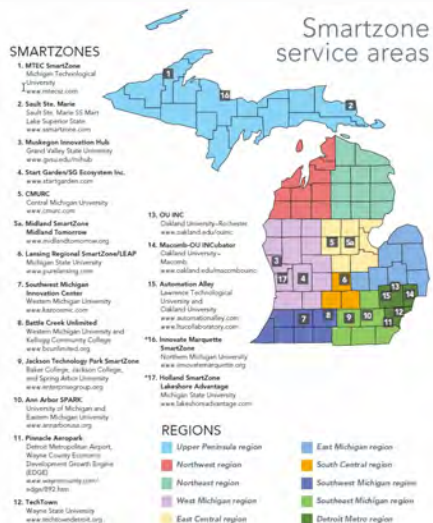 Smartzone
service areas
SMARTZONES
1. MTEC SmartZone
Michigan Technological
University
www.mtecsz.com
2. Sault Ste. Marie
Sault Ste. Marie SS Mart
Lake Superior State
www.ssmartzone.com
3. Muskegon Innovation Hub
Grand Valley State University
www.gvsu.edu/mihub
4. Start Garden/SG Ecosystem Inc.
www.startgarden.com
5. CMURC
Central Michigan University
www.cmurc.com
5a. Midland SmartZone
Midland Tomorrow
www.midlandtomorrow.org
6. Lansing Regional SmartZone/LEAP
Michigan State University
www.purelansing.com
7. Southwest Michigan
Innovation Center
Western Michigan University
www.kazosmic.com
8. Battle Creek Unlimited
Western Michigan University and
Kellogg Community College
www.bcunlimited.org
9. Jackson Technology Park SmartZone
Baker College, Jackson College,
and Spring Arbor University
www.enterprisegroup.org
10. Ann Arbor SPARK
University of Michigan and
Eastern Michigan University
www.annarborusa.org
11. Pinnacle Aeropark
Detroit Metropolitan Airport,
Wayne County Economic
Development Growth Engine
(EDGE)
www.waynecounty.com/
edge/892.htm
12. TechTown
Wayne State University
www.techtowndetroit.org
13. OU INC
Oakland University–Rochester
www.oakland.edu/ouinc
14. Macomb-OU INCubator
Oakland University–
Macomb
www.oakland.edu/macombouinc
15. Automation Alley
Lawrence Technological
University and
Oakland University
www.automationalley.com
www.ltucollaboratory.com
*16. Innovate Marquette
SmartZone
Northern Michigan University
www.innovatemarquette.org
*17. Holland SmartZone
Lakeshore Advantage
Michigan State University
www.lakeshoreadvantage.com
1
16
2
5
5a
3
17
4
6
13
15
14
12
7
8
9
10
11
REGIONS
Upper Peninsula region
Northwest region
Northeast region
West Michigan region
East Central region
East Michigan region
South Central region
Southwest Michigan region
Southeast Michigan region
Detroit Metro region